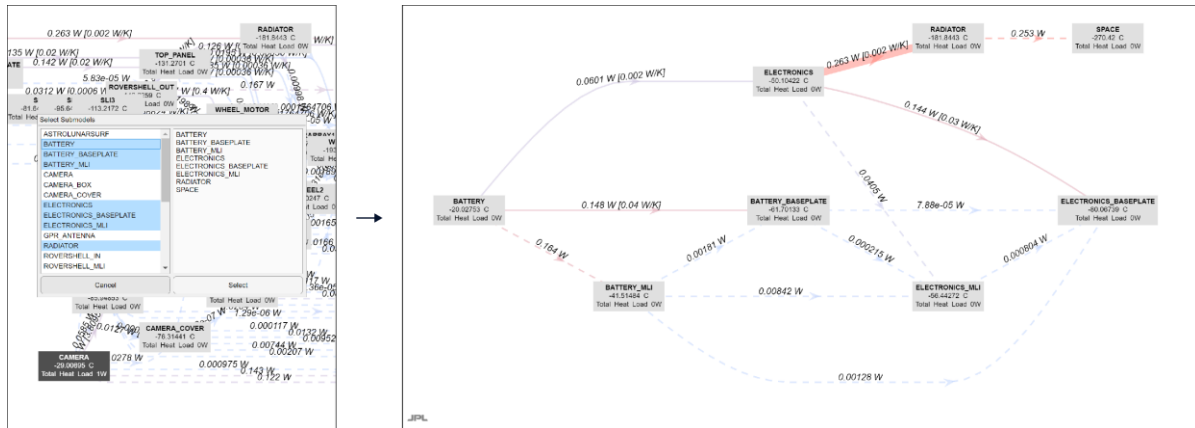 RADIATOR
-181.8443 C
Total Heat Load 0W
0.263 W [0.002 W/K]
0.142 W [0.02 W/K]
TOP_PANEL
-131.2701 C
Total Heat Load 0W
5.83e-05 W
0.167 W
ROVERSHELL_OUT
SLI3
-113.2172 C
WHEEL_MOTOR
Select Submodels
ASTROLUNARSURF
BATTERY
BATTERY_BASEPLATE
BATTERY_MLI
CAMERA
CAMERA_BOX
CAMERA_COVER
ELECTRONICS
ELECTRONICS_BASEPLATE
ELECTRONICS_MLI
GPR_ANTENNA
RADIATOR
ROVERSHELL_IN
ROVERSHELL_MLI
BATTERY
BATTERY_BASEPLATE
BATTERY_MLI
ELECTRONICS
ELECTRONICS_BASEPLATE
ELECTRONICS_MLI
RADIATOR
SPACE
Cancel
Select
Total Heat Load 0W
1.29e-06 W
CAMERA_COVER
-76.31441 C
Total Heat Load 0W
0.000117 W
0.0132 W
0.00744 W
0.00207 W
CAMERA
-29.00895 C
Total Heat Load 1W
0.000975 W
0.143 W
0.122 W
RADIATOR
-181.8443 C
Total Heat Load 0W
0.253 W
SPACE
-270.42 C
Total Heat Load 0W
0.263 W [0.002 W/K]
ELECTRONICS
-50.10422 C
Total Heat Load 0W
0.0601 W [0.002 W/K]
0.144 W [0.03 W/K]
0.0405 W
BATTERY
-20.02753 C
Total Heat Load 0W
0.148 W [0.04 W/K]
BATTERY_BASEPLATE
-61.70133 C
Total Heat Load 0W
7.88e-05 W
ELECTRONICS_BASEPLATE
-60.06739 C
Total Heat Load 0W
0.164 W
0.00181 W
0.000215 W
0.000804 W
BATTERY_MLI
-41.51484 C
Total Heat Load 0W
0.00842 W
ELECTRONICS_MLI
-56.44272 C
Total Heat Load 0W
0.00128 W
JPL